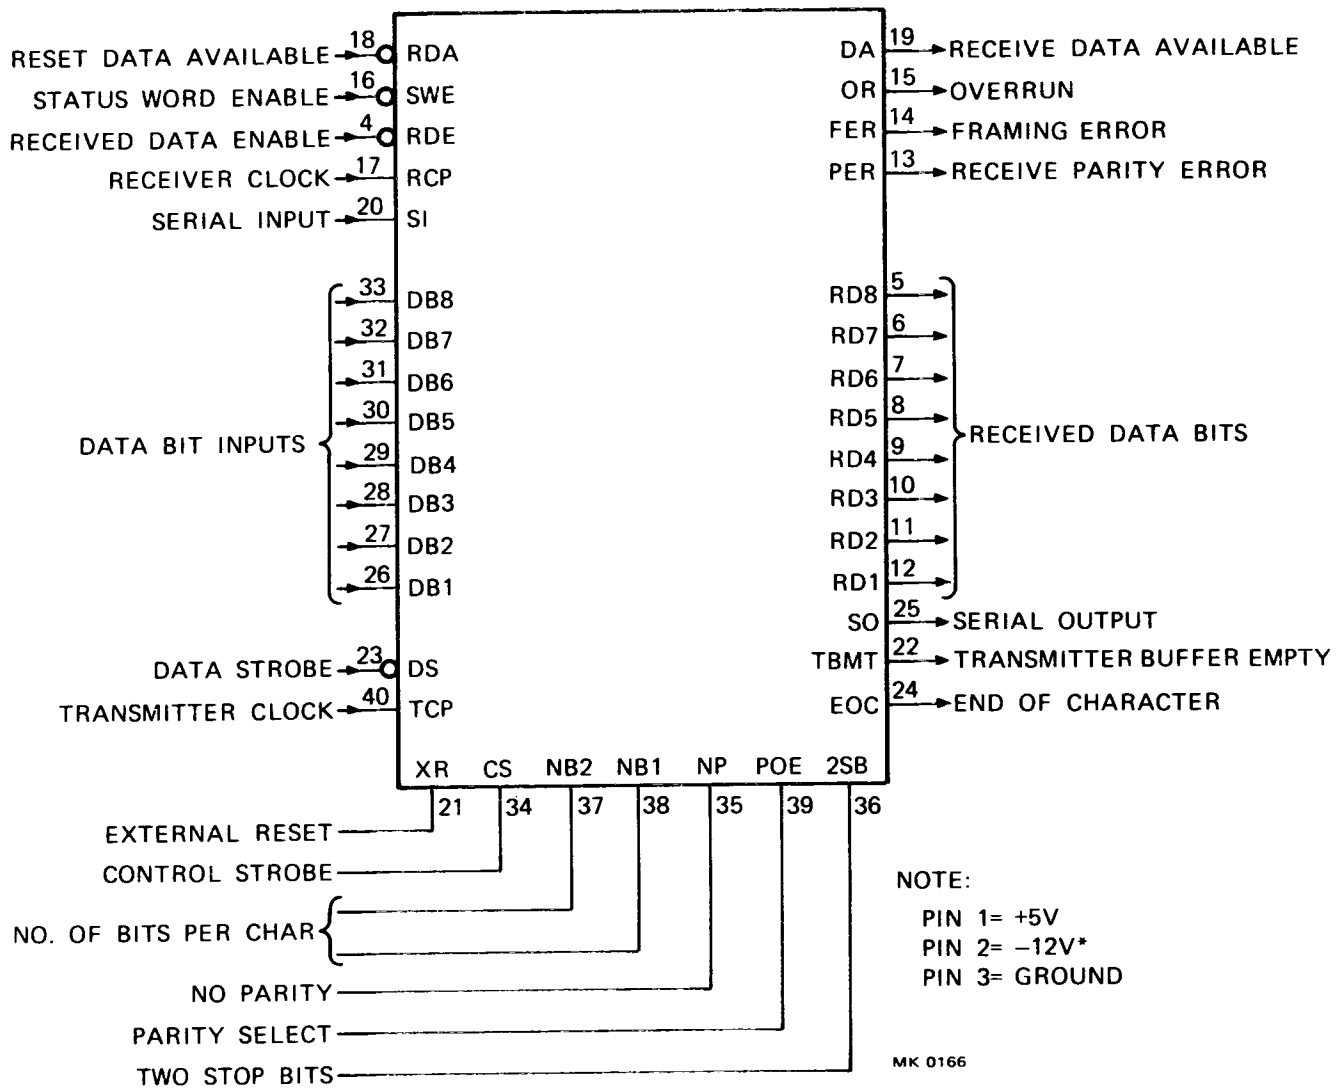 RESET DATA AVAILABLE 18 RDA
STATUS WORD ENABLE 16 SWE
RECEIVED DATA ENABLE 4 RDE
RECEIVER CLOCK 17 RCP
SERIAL INPUT 20 SI
DATA BIT INPUTS
33 DB8
32 DB7
31 DB6
30 DB5
29 DB4
28 DB3
27 DB2
26 DB1
DATA STROBE 23 DS
TRANSMITTER CLOCK 40 TCP
DA 19 RECEIVE DATA AVAILABLE
OR 15 OVERRUN
FER 14 FRAMING ERROR
PER 13 RECEIVE PARITY ERROR
RD8 5
RD7 6
RD6 7
RD5 8
RD4 9
RD3 10
RD2 11
RD1 12
RECEIVED DATA BITS
SO 25 SERIAL OUTPUT
TBMT 22 TRANSMITTER BUFFER EMPTY
EOC 24 END OF CHARACTER
XR CS NB2 NB1 NP POE 2SB
21 34 37 38 35 39 36
EXTERNAL RESET
CONTROL STROBE
NO. OF BITS PER CHAR
NO PARITY
PARITY SELECT
TWO STOP BITS
NOTE:
PIN 1= +5V
PIN 2= −12V*
PIN 3= GROUND
MK 0166